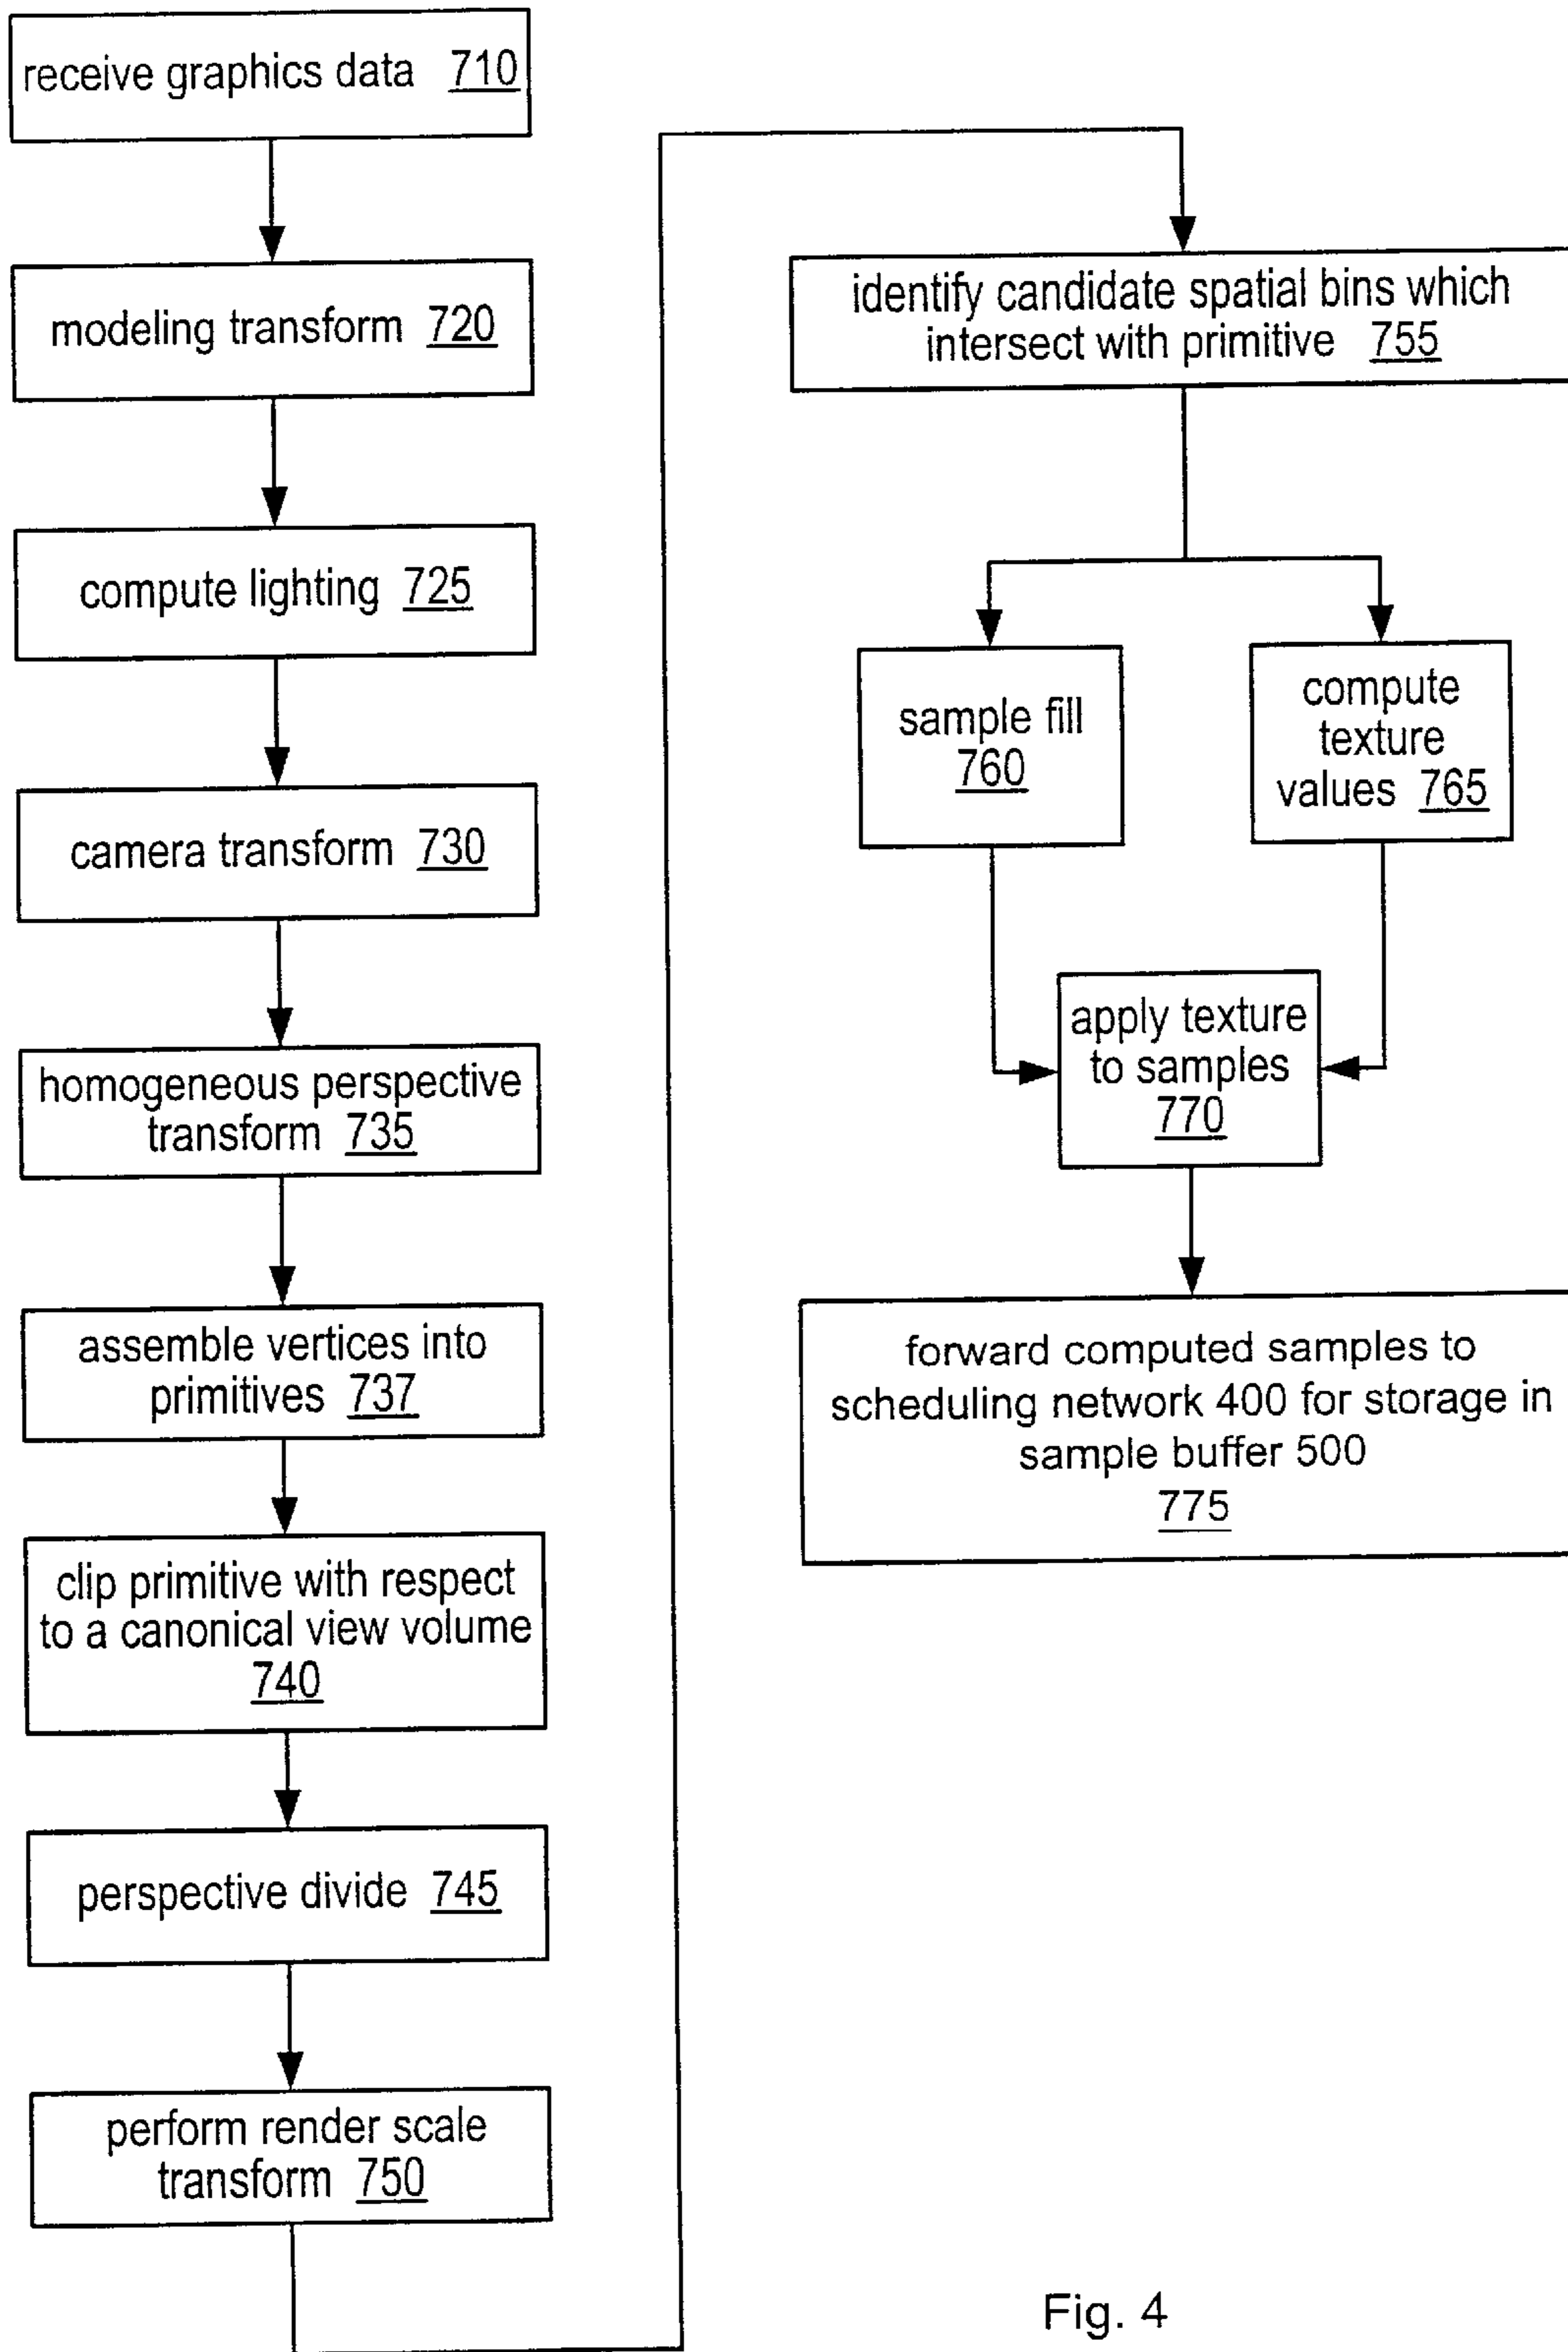 receive graphics data 710
modeling transform 720
compute lighting 725
camera transform 730
homogeneous perspective
transform 735
assemble vertices into
primitives 737
clip primitive with respect
to a canonical view volume
740
perspective divide 745
perform render scale
transform 750
identify candidate spatial bins which
intersect with primitive 755
sample fill
760
compute
texture
values 765
apply texture
to samples
770
forward computed samples to
scheduling network 400 for storage in
sample buffer 500
775
Fig. 4